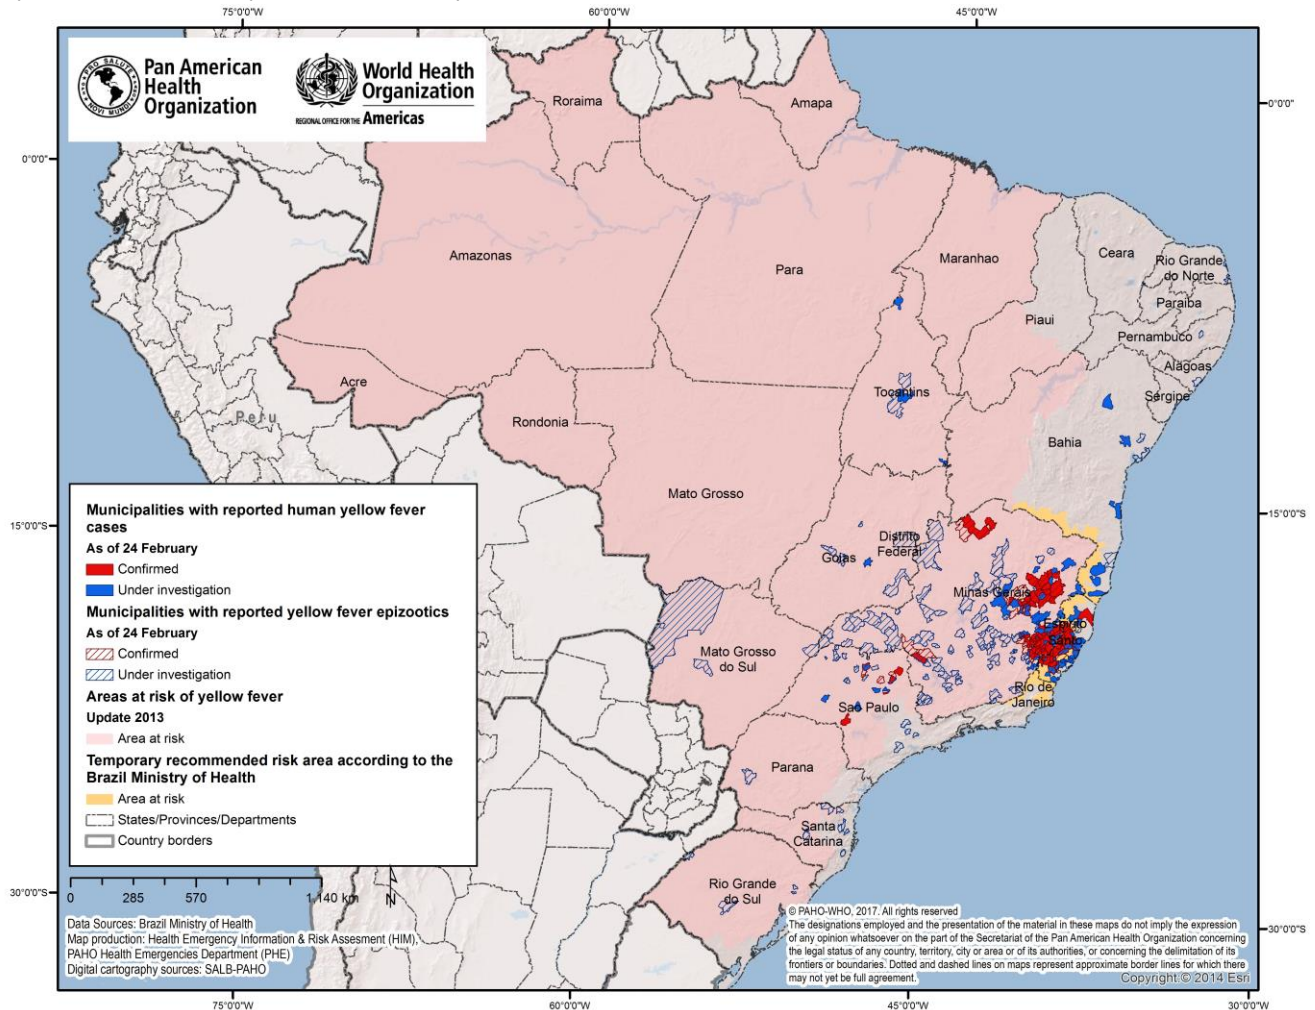 75°0'0"W
60°0'0"W
45°0'0"W
Pan American
Health
Organization
PRO SALUTE
NOVI MUNDI
World Health
Organization
REGIONAL OFFICE FOR THE Americas
0°0'0"
0°0'0"
Roraima
Amapa
Amazonas
Para
Maranhao
Ceara
Rio Grande
do Norte
Paraiba
Piaui
Pernambuco
Alagoas
Sergipe
Acre
Peru
Rondonia
Tocantins
Bahia
Mato Grosso
15°0'0"S
15°0'0"S
Distrito
Federal
Goias
Minas Gerais
Espirito
Santo
Mato Grosso
do Sul
Rio de
Janeiro
Sao Paulo
Parana
Santa
Catarina
Rio Grande
do Sul
Municipalities with reported human yellow fever
cases
As of 24 February
Confirmed
Under investigation
Municipalities with reported yellow fever epizootics
As of 24 February
Confirmed
Under investigation
Areas at risk of yellow fever
Update 2013
Area at risk
Temporary recommended risk area according to the
Brazil Ministry of Health
Area at risk
States/Provinces/Departments
Country borders
30°0'0"S
30°0'0"S
0 285 570 1,140 km
N
Data Sources: Brazil Ministry of Health
Map production: Health Emergency Information & Risk Assesment (HIM),
PAHO Health Emergencies Department (PHE)
Digital cartography sources: SALB-PAHO
© PAHO-WHO, 2017. All rights reserved
The designations employed and the presentation of the material in these maps do not imply the expression
of any opinion whatsoever on the part of the Secretariat of the Pan American Health Organization concerning
the legal status of any country, territory, city or area or of its authorities, or concerning the delimitation of its
frontiers or boundaries. Dotted and dashed lines on maps represent approximate border lines for which there
may not yet be full agreement.
Copyright:© 2014 Esri
75°0'0"W
60°0'0"W
45°0'0"W
30°0'0"W